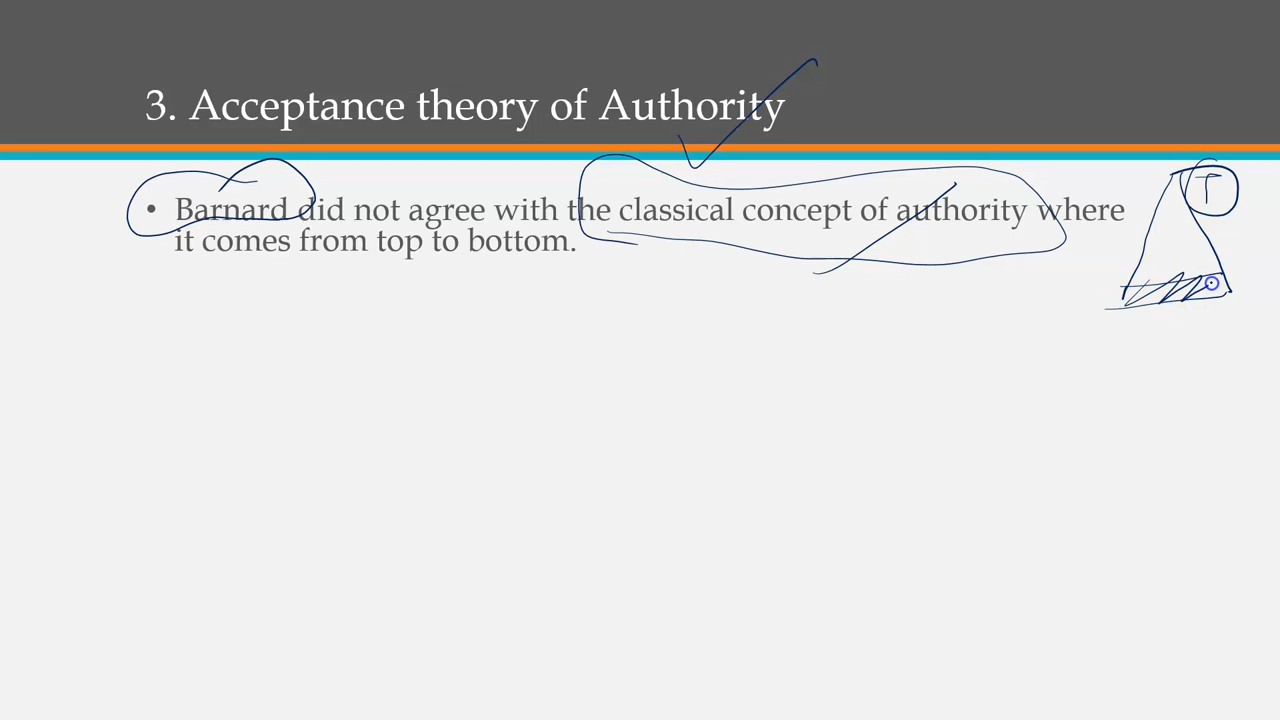 3. Acceptance theory of Authority
• Barnard did not agree with the classical concept of authority where
it comes from top to bottom.
T